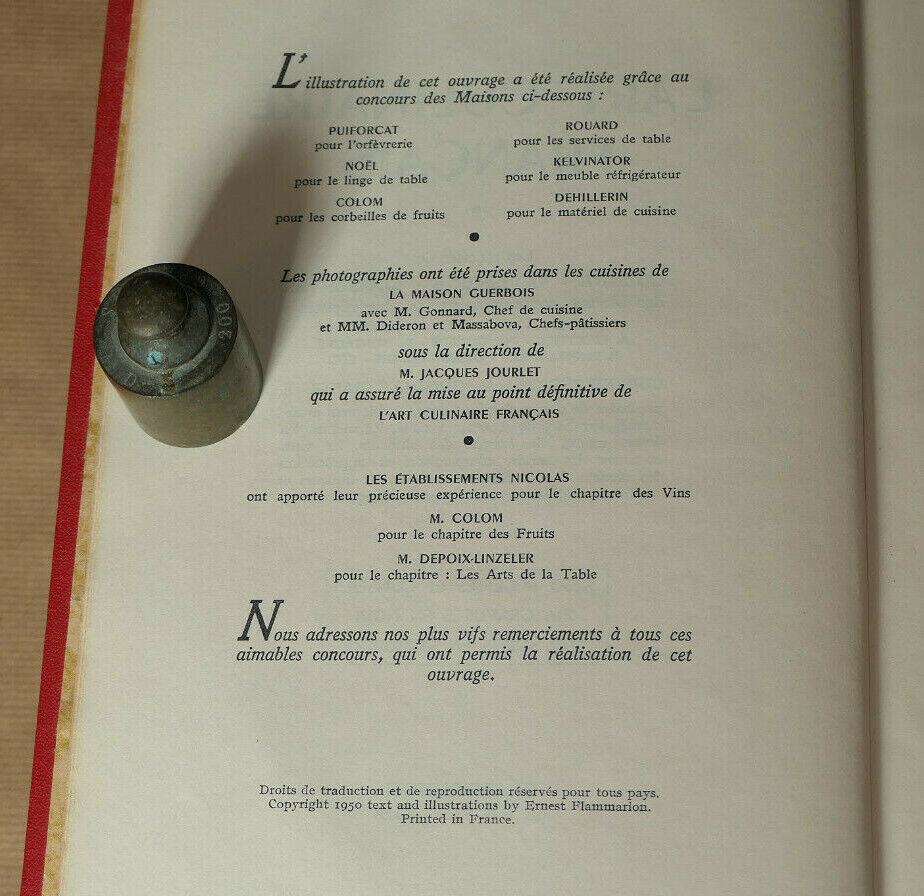 L'illustration de cet ouvrage a été réalisée grâce au
concours des Maisons ci-dessous :
PUIFORCAT
pour l'orfèvrerie
ROUARD
pour les services de table
NOËL
pour le linge de table
KELVINATOR
pour le meuble réfrigérateur
COLOM
pour les corbeilles de fruits
DEHILLERIN
pour le matériel de cuisine
Les photographies ont été prises dans les cuisines de
LA MAISON GUERBOIS
avec M. Gonnard, Chef de cuisine
et MM. Dideron et Massabova, Chefs-pâtissiers
sous la direction de
M. JACQUES JOURLET
qui a assuré la mise au point définitive de
L'ART CULINAIRE FRANÇAIS
LES ÉTABLISSEMENTS NICOLAS
ont apporté leur précieuse expérience pour le chapitre des Vins
M. COLOM
pour le chapitre des Fruits
M. DEPOIX-LINZELER
pour le chapitre : Les Arts de la Table
Nous adressons nos plus vifs remerciements à tous ces
aimables concours, qui ont permis la réalisation de cet
ouvrage.
Droits de traduction et de reproduction réservés pour tous pays.
Copyright 1950 text and illustrations by Ernest Flammarion.
Printed in France.
200